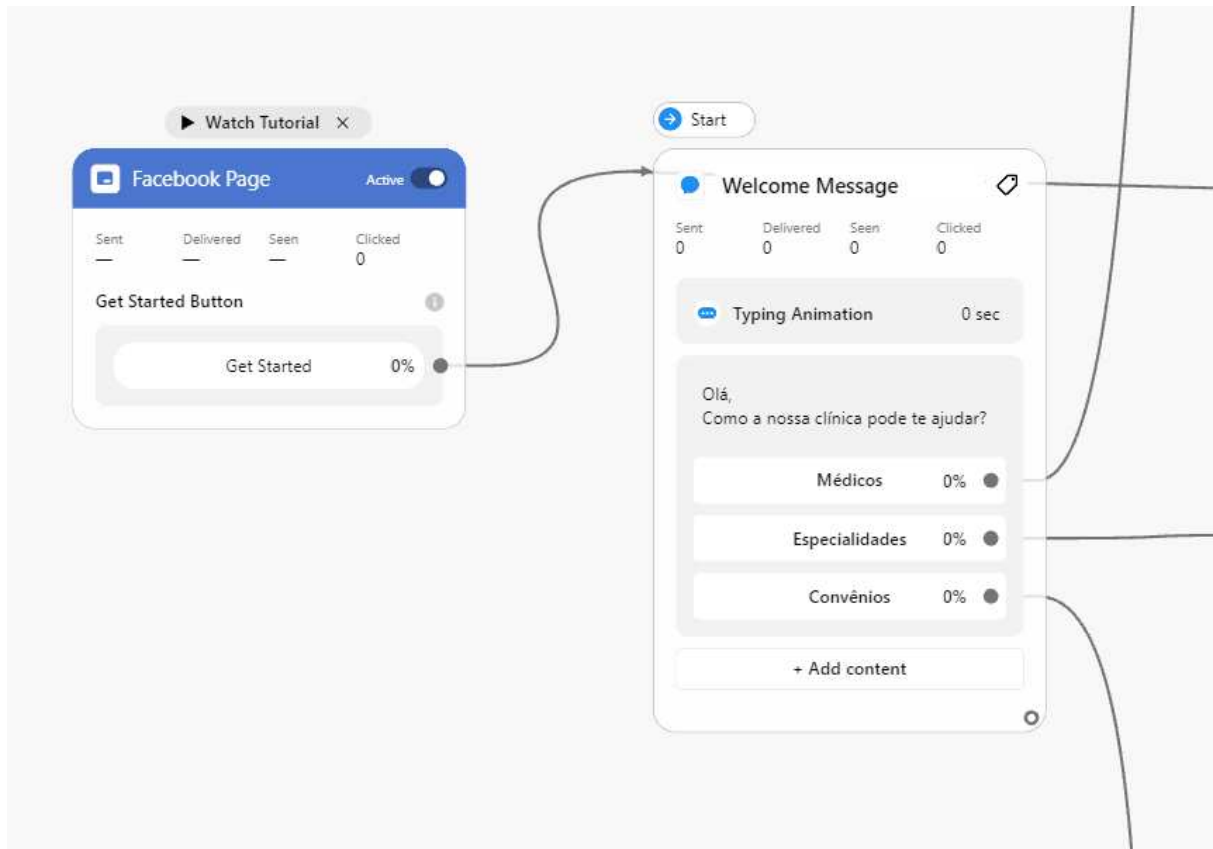 Watch Tutorial ×
Facebook Page Active
Sent Delivered Seen Clicked
— — — 0
Get Started Button
Get Started 0%
Start
Welcome Message
Sent Delivered Seen Clicked
0 0 0 0
Typing Animation 0 sec
Olá,
Como a nossa clínica pode te ajudar?
Médicos 0%
Especialidades 0%
Convênios 0%
+ Add content